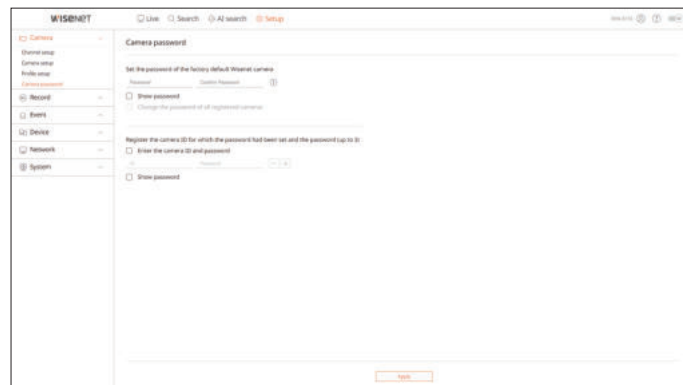 WISENET
Live Search AI search Setup
Camera
Channel setup
Camera setup
Profile setup
Camera password
Record
Event
Device
Network
System
Camera password
Set the password of the factory default Wisenet camera
Password Confirm Password
Show password
Change the password of all registered cameras
Register the camera ID for which the password had been set and the password (up to 3)
Enter the camera ID and password
ID Password
Show password
Apply